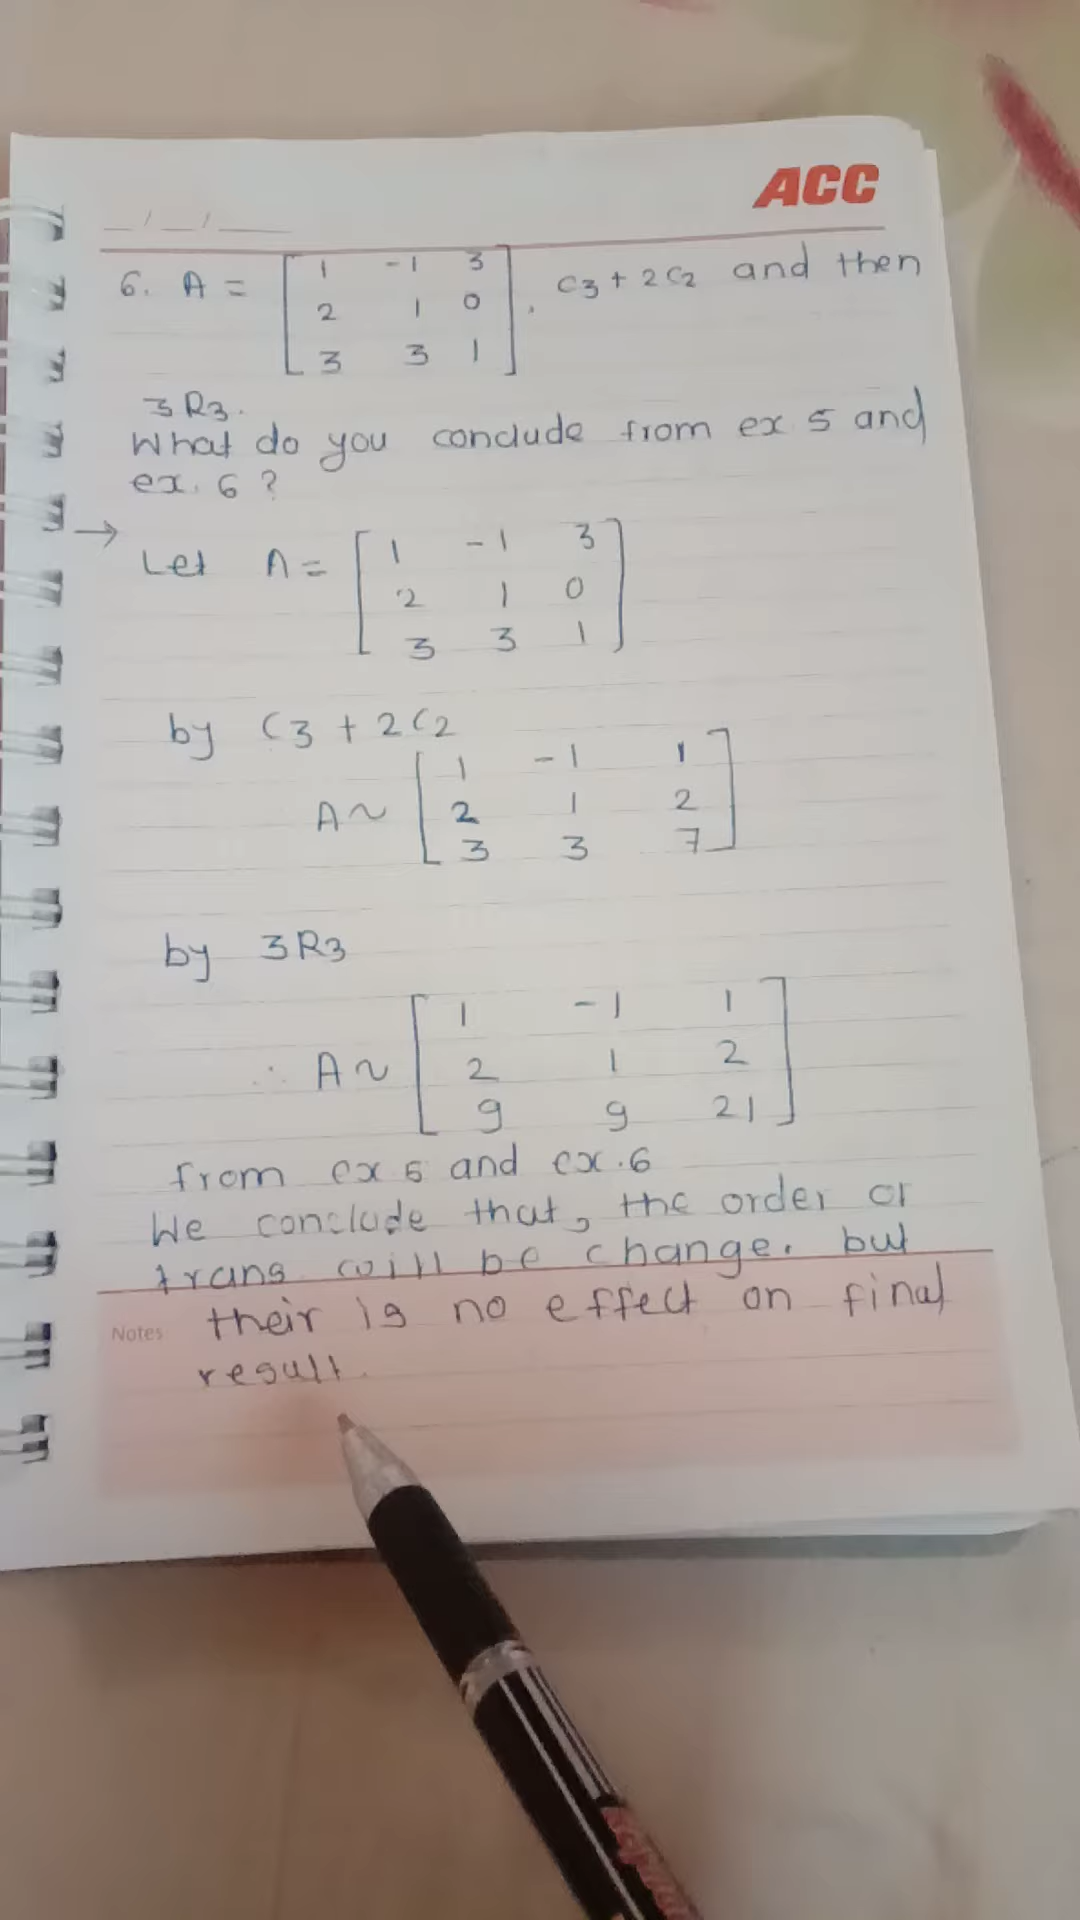 ACC
__/__/____
6. A = [ 1 -1 3 ] , C3 + 2C2 and then
2 1 0
3 3 1
3R3.
What do you conclude from ex 5 and
ex. 6 ?
→ Let A = [ 1 -1 3 ]
2 1 0
3 3 1
by C3 + 2C2
A ~ [ 1 -1 1 ]
2 1 2
3 3 7
by 3R3
∴ A ~ [ 1 -1 1 ]
2 1 2
9 9 21
from ex 5 and ex.6
We conclude that, the order or
trans will be change. but
Notes their is no effect on final
result.